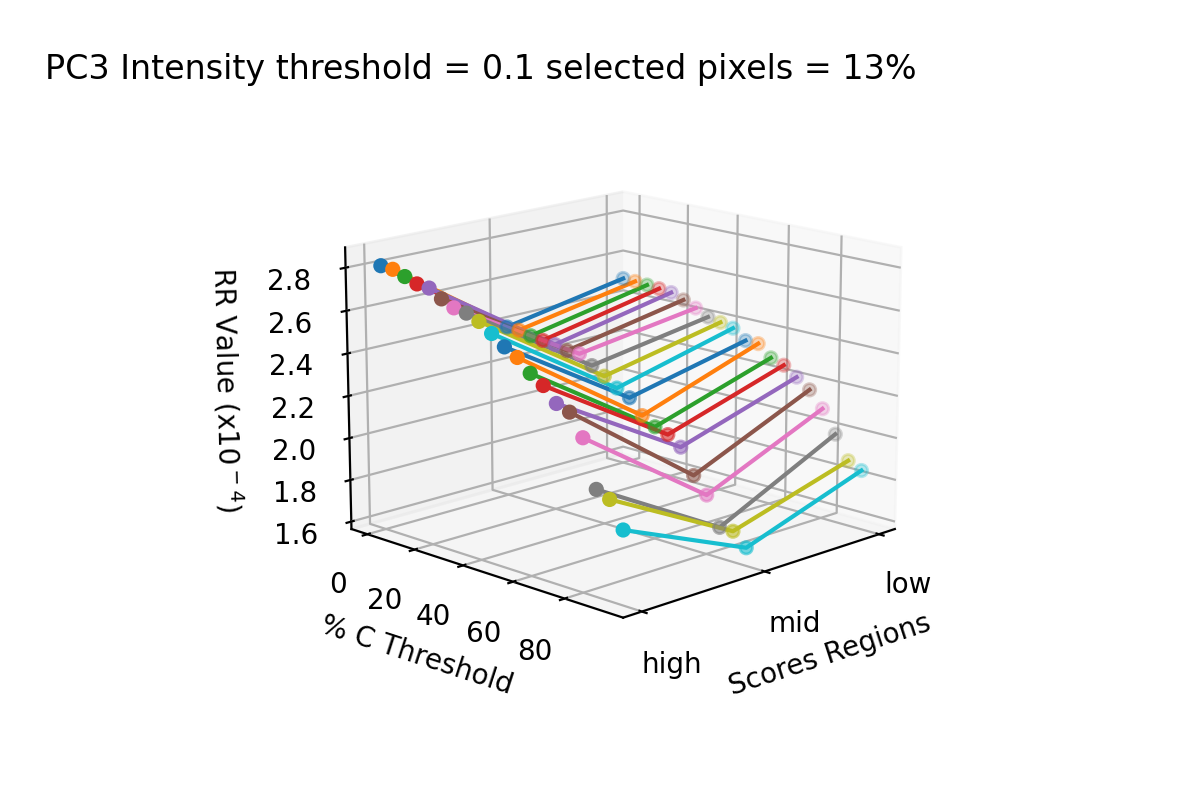 PC3 Intensity threshold = 0.1 selected pixels = 13%
RR Value (x10⁻⁴)
2.8
2.6
2.4
2.2
2.0
1.8
1.6
0
20
40
60
80
% C Threshold
high
mid
low
Scores Regions